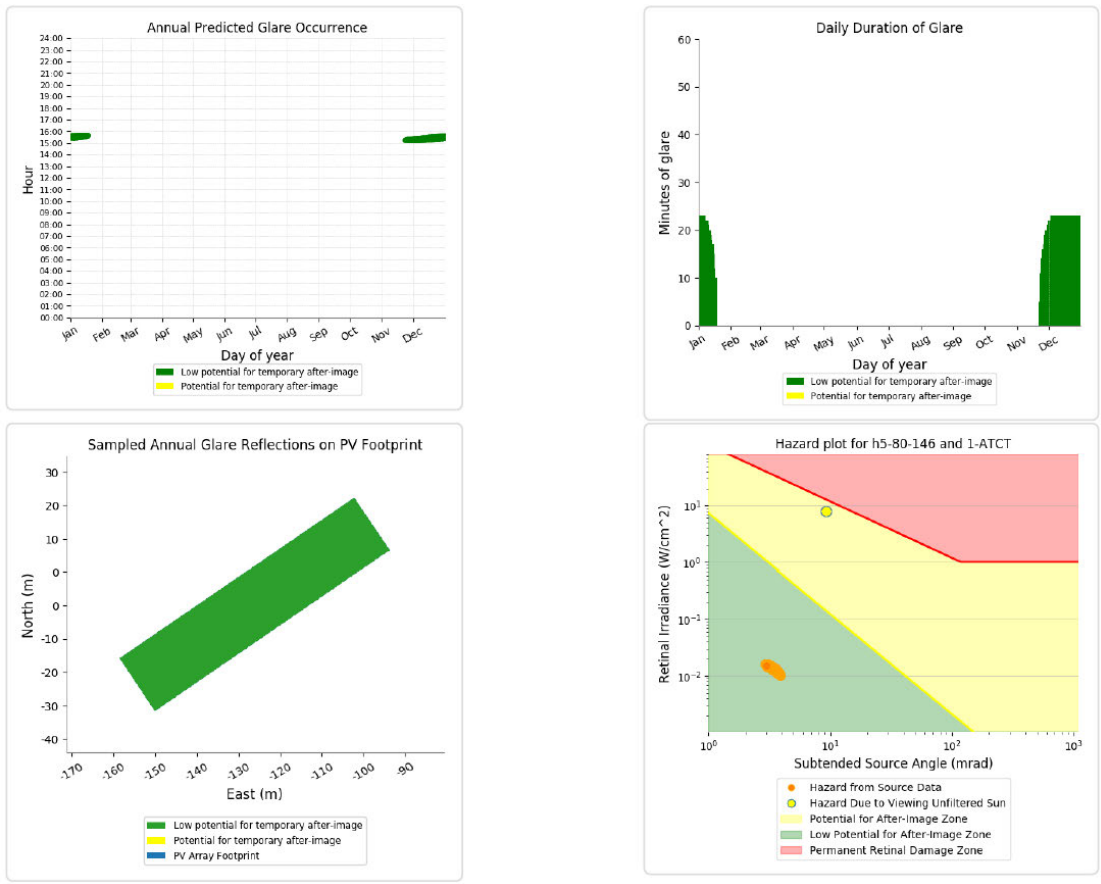 Annual Predicted Glare Occurrence
24:00
23:00
22:00
21:00
20:00
19:00
18:00
17:00
16:00
15:00
14:00
13:00
12:00
11:00
10:00
09:00
08:00
07:00
06:00
05:00
04:00
03:00
02:00
01:00
00:00
Hour
Jan Feb Mar Apr May Jun Jul Aug Sep Oct Nov Dec
Day of year
Low potential for temporary after-image
Potential for temporary after-image
Daily Duration of Glare
60
50
40
30
20
10
0
Minutes of glare
Jan Feb Mar Apr May Jun Jul Aug Sep Oct Nov Dec
Day of year
Low potential for temporary after-image
Potential for temporary after-image
Sampled Annual Glare Reflections on PV Footprint
30
20
10
0
0
-10
-20
-30
-40
North (m)
-170 -160 -150 -140 -130 -120 -110 -100 -90
East (m)
Low potential for temporary after-image
Potential for temporary after-image
PV Array Footprint
Hazard plot for h5-80-146 and 1-ATCT
10^1
10^0
10^-1
10^-2
Retinal Irradiance (W/cm^2)
10^0 10^1 10^2 10^3
Subtended Source Angle (mrad)
Hazard from Source Data
Hazard Due to Viewing Unfiltered Sun
Potential for After-Image Zone
Low Potential for After-Image Zone
Permanent Retinal Damage Zone